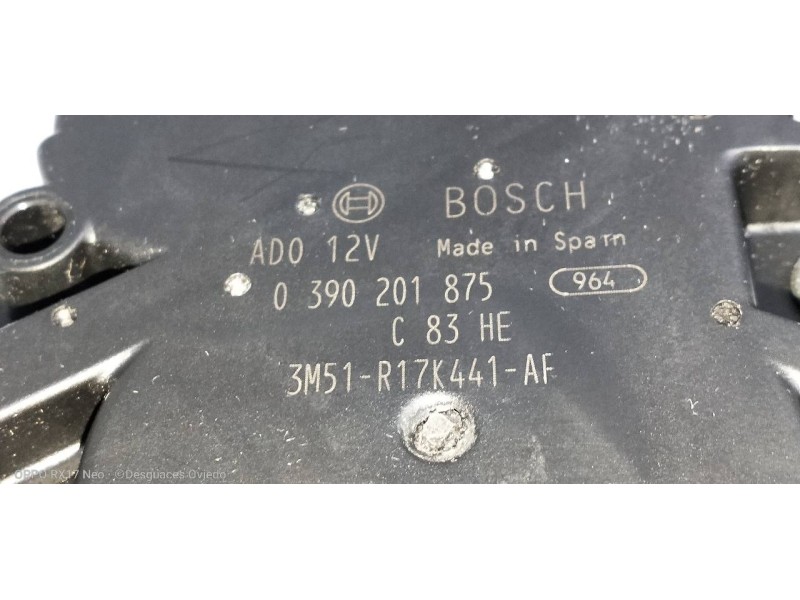 BOSCH
ADO 12V Made in Spain
0 390 201 875 964
C 83 HE
3M51-R17K441-AF
OPPO RX17 Neo · ©Desguaces Oviedo